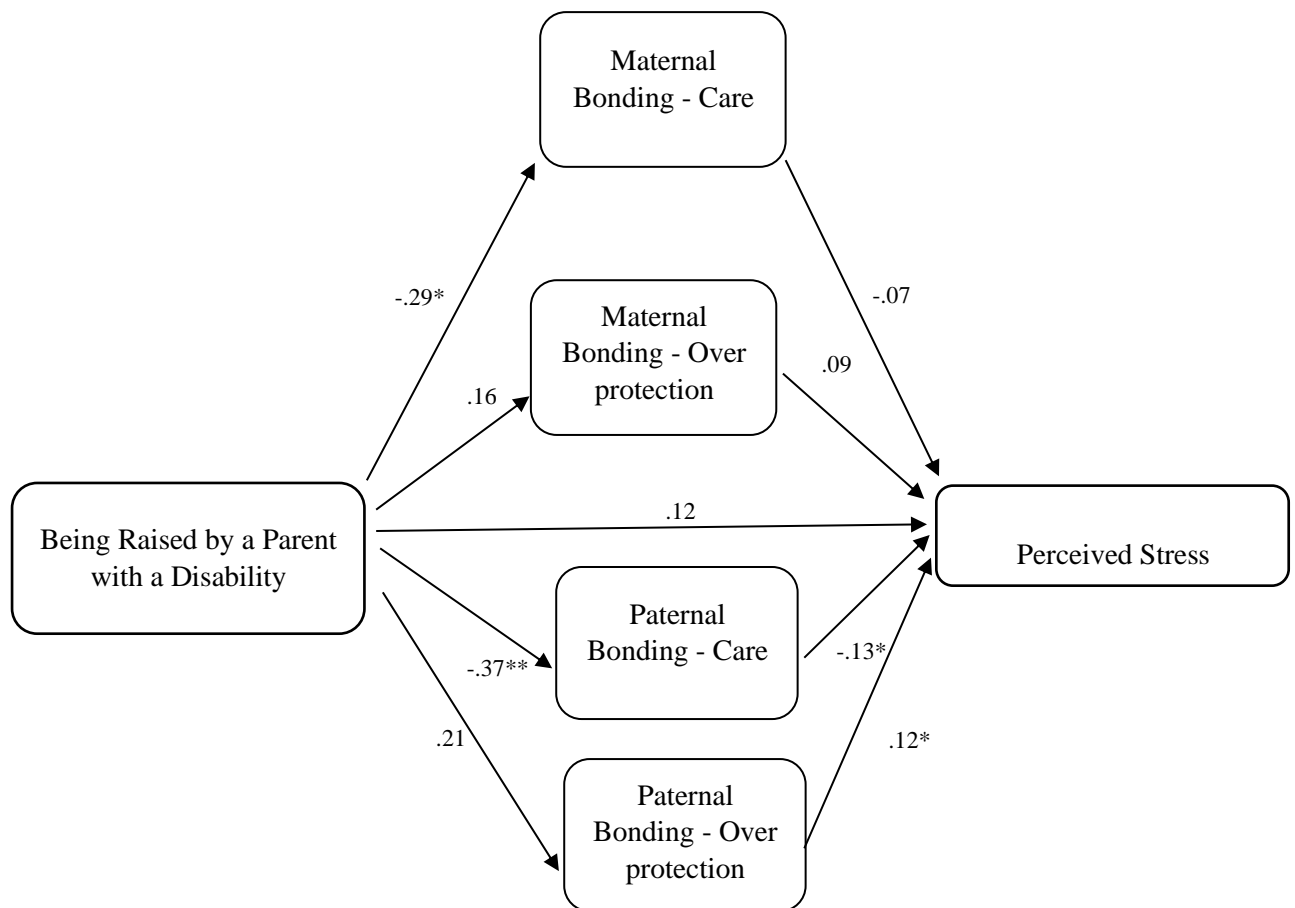 Maternal
Bonding - Care
-.29*
-.07
Maternal
Bonding - Over
protection
.16
.09
Being Raised by a Parent
with a Disability
.12
Perceived Stress
Paternal
Bonding - Care
-.37**
-.13*
.21
.12*
Paternal
Bonding - Over
protection